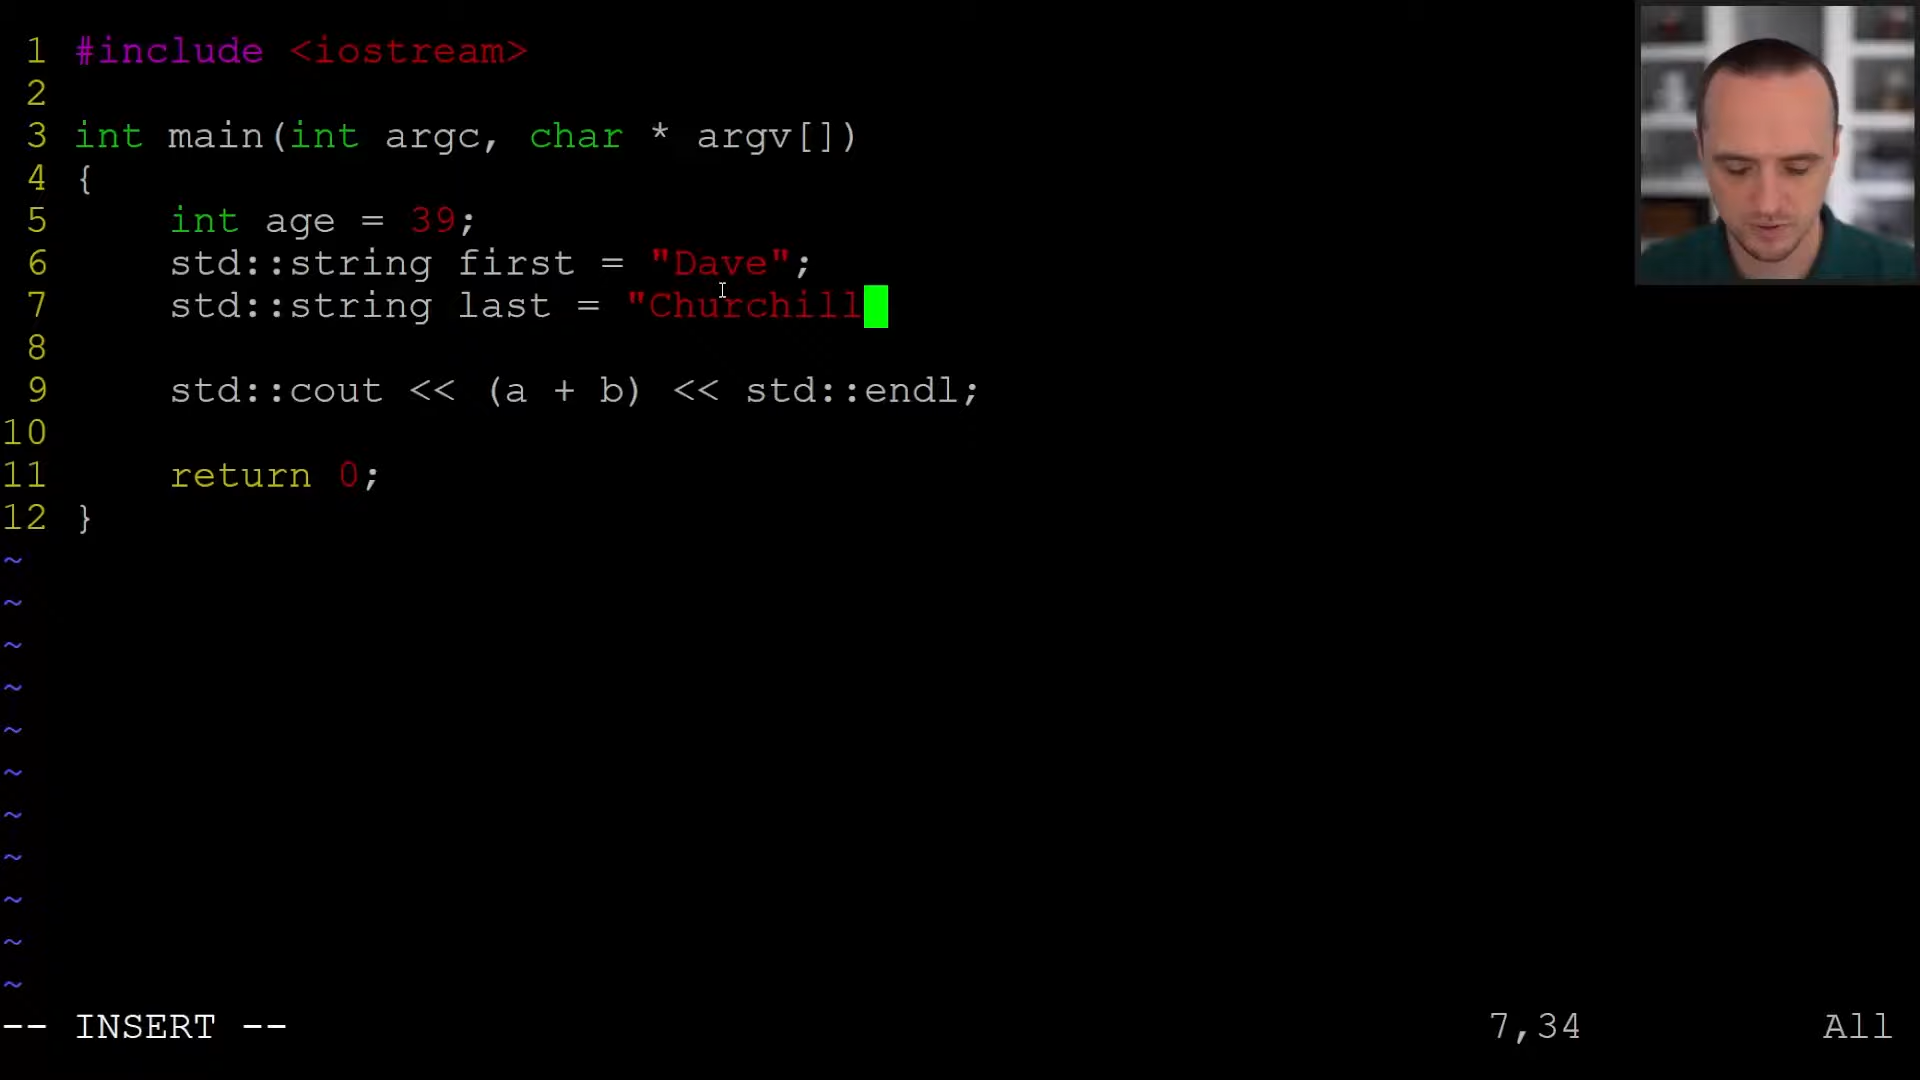 1 #include <iostream>
2
3 int main(int argc, char * argv[])
4 {
5     int age = 39;
6     std::string first = "Dave";
7     std::string last = "Churchill
8
9     std::cout << (a + b) << std::endl;
10
11     return 0;
12 }
~
~
~
~
~
~
~
~
~
~
~
-- INSERT -- 7,34 All